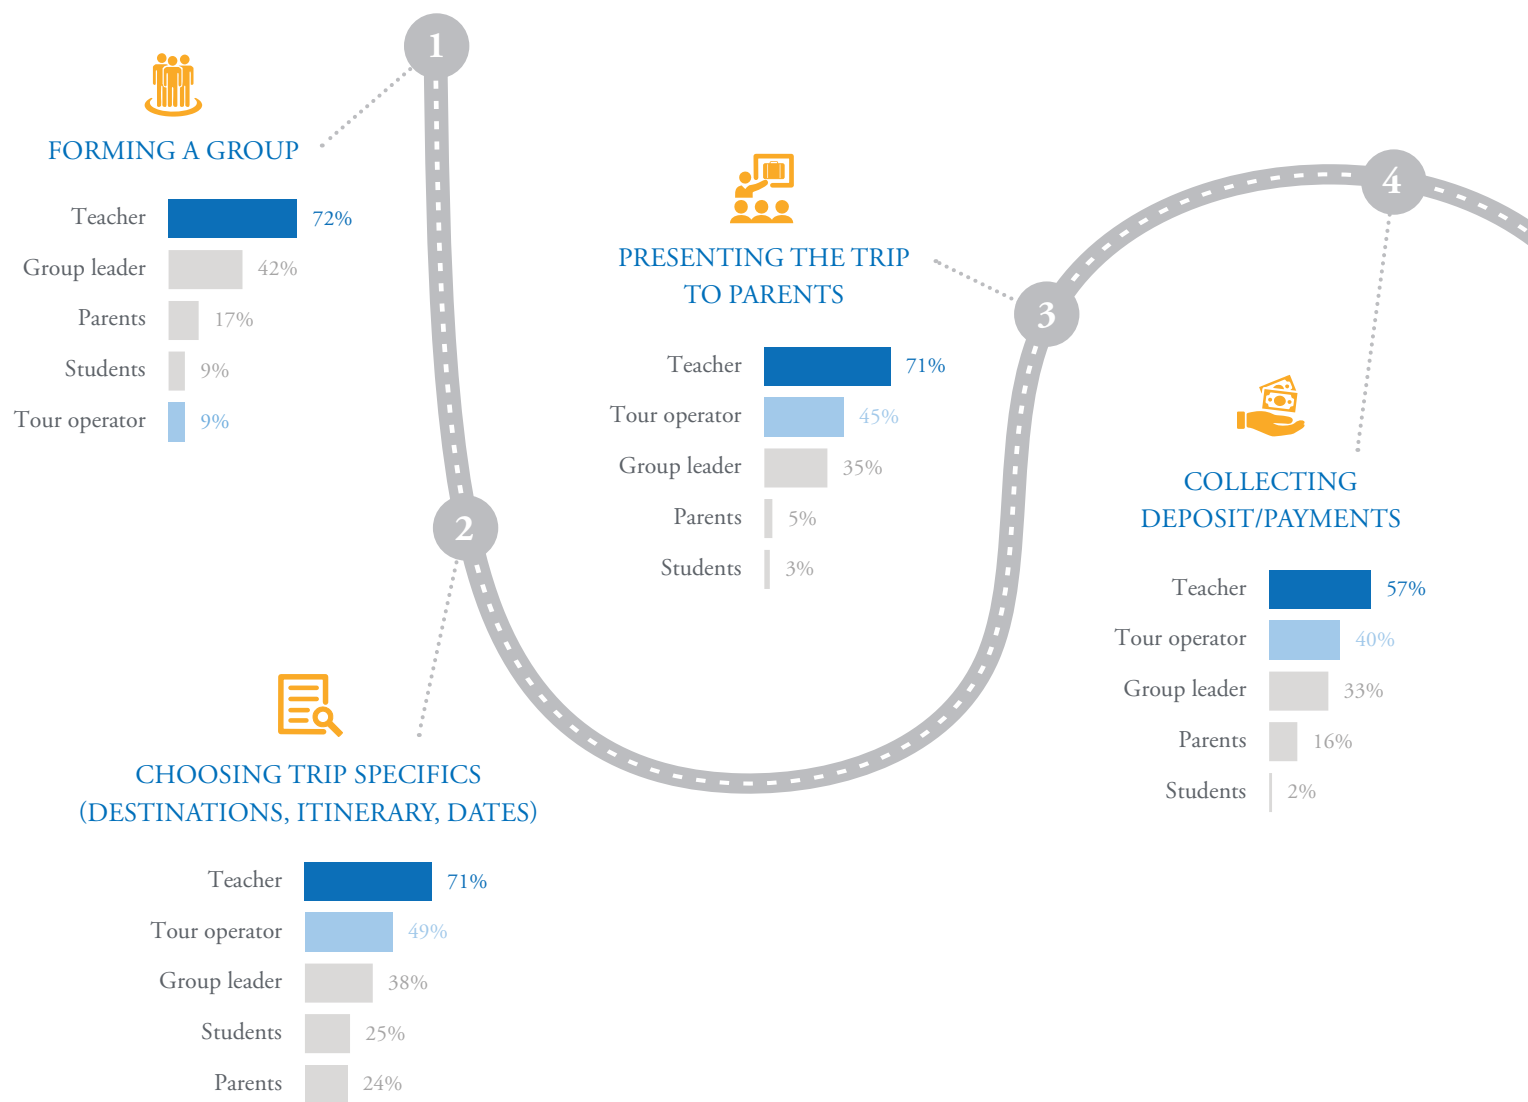 1
FORMING A GROUP
Teacher 72%
Group leader 42%
Parents 17%
Students 9%
Tour operator 9%
2
CHOOSING TRIP SPECIFICS
(DESTINATIONS, ITINERARY, DATES)
Teacher 71%
Tour operator 49%
Group leader 38%
Students 25%
Parents 24%
3
PRESENTING THE TRIP
TO PARENTS
Teacher 71%
Tour operator 45%
Group leader 35%
Parents 5%
Students 3%
4
COLLECTING
DEPOSIT/PAYMENTS
Teacher 57%
Tour operator 40%
Group leader 33%
Parents 16%
Students 2%